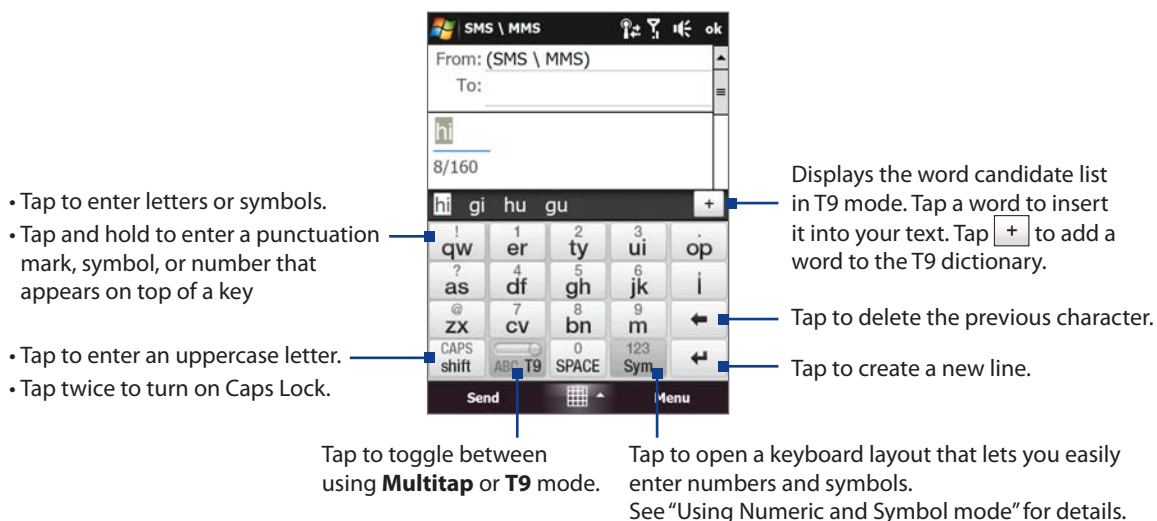 SMS \ MMS ok
From: (SMS \ MMS)
To:
hi
8/160
hi gi hu gu +
! 1 2 3 .
qw er ty ui op
? 4 5 6
as df gh jk l
@ 7 8 9
zx cv bn m
CAPS 0 123
shift ABC T9 SPACE Sym
Send Menu
• Tap to enter letters or symbols.
• Tap and hold to enter a punctuation
mark, symbol, or number that
appears on top of a key
• Tap to enter an uppercase letter.
• Tap twice to turn on Caps Lock.
Displays the word candidate list
in T9 mode. Tap a word to insert
it into your text. Tap + to add a
word to the T9 dictionary.
Tap to delete the previous character.
Tap to create a new line.
Tap to toggle between
using Multitap or T9 mode.
Tap to open a keyboard layout that lets you easily
enter numbers and symbols.
See “Using Numeric and Symbol mode” for details.